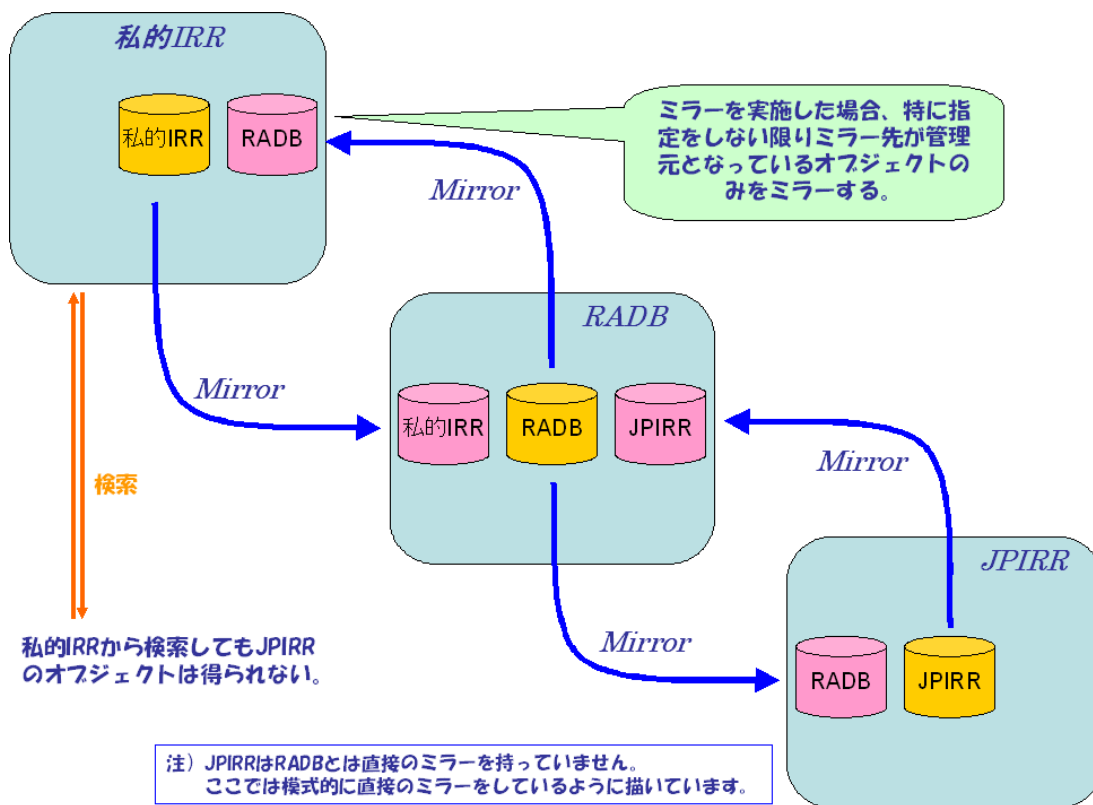 私的IRR
私的IRR
RADB
ミラーを実施した場合、特に指
定をしない限りミラー先が管理
元となっているオブジェクトの
みをミラーする。
Mirror
RADB
Mirror
私的IRR
RADB
JPIRR
Mirror
検索
JPIRR
私的IRRから検索してもJPIRR
のオブジェクトは得られない。
Mirror
RADB
JPIRR
注）JPIRRはRADBとは直接のミラーを持っていません。
ここでは模式的に直接のミラーをしているように描いています。